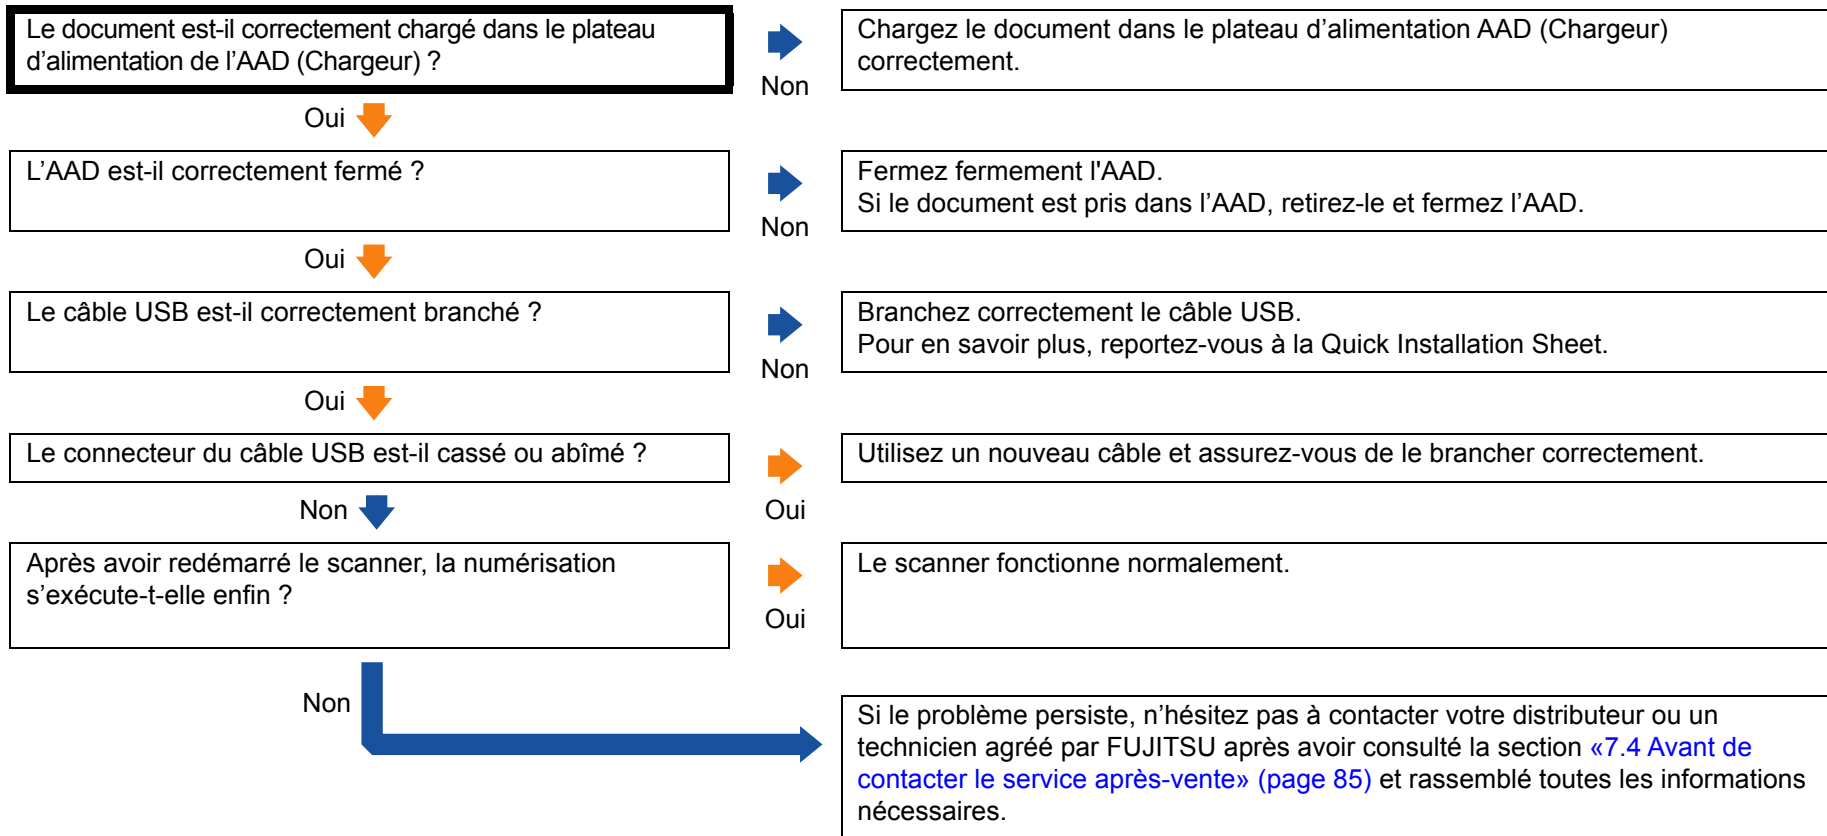 Le document est-il correctement chargé dans le plateau
d’alimentation de l’AAD (Chargeur) ?
Non
Chargez le document dans le plateau d’alimentation AAD (Chargeur)
correctement.
Oui
L’AAD est-il correctement fermé ?
Non
Fermez fermement l'AAD.
Si le document est pris dans l’AAD, retirez-le et fermez l’AAD.
Oui
Le câble USB est-il correctement branché ?
Non
Branchez correctement le câble USB.
Pour en savoir plus, reportez-vous à la Quick Installation Sheet.
Oui
Le connecteur du câble USB est-il cassé ou abîmé ?
Oui
Utilisez un nouveau câble et assurez-vous de le brancher correctement.
Non
Après avoir redémarré le scanner, la numérisation
s’exécute-t-elle enfin ?
Oui
Le scanner fonctionne normalement.
Non
Si le problème persiste, n’hésitez pas à contacter votre distributeur ou un
technicien agréé par FUJITSU après avoir consulté la section «7.4 Avant de
contacter le service après-vente» (page 85) et rassemblé toutes les informations
nécessaires.